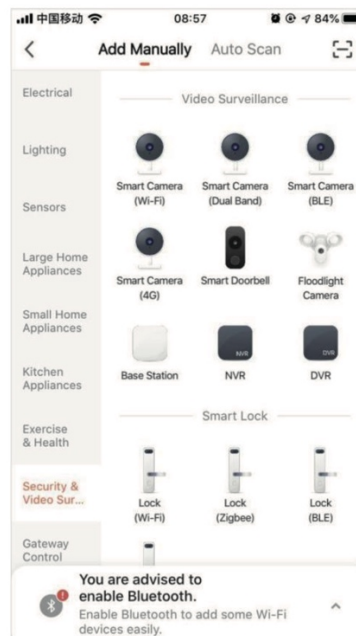 中国移动 08:57 84%
Add Manually Auto Scan
Electrical
Lighting
Sensors
Large Home
Appliances
Small Home
Appliances
Kitchen
Appliances
Exercise
& Health
Security &
Video Sur...
Gateway
Control
Video Surveillance
Smart Camera
(Wi-Fi)
Smart Camera
(Dual Band)
Smart Camera
(BLE)
Smart Camera
(4G)
Smart Doorbell
Floodlight
Camera
Base Station
NVR
NVR
DVR
DVR
Smart Lock
Lock
(Wi-Fi)
Lock
(Zigbee)
Lock
(BLE)
You are advised to
enable Bluetooth.
Enable Bluetooth to add some Wi-Fi
devices easily.